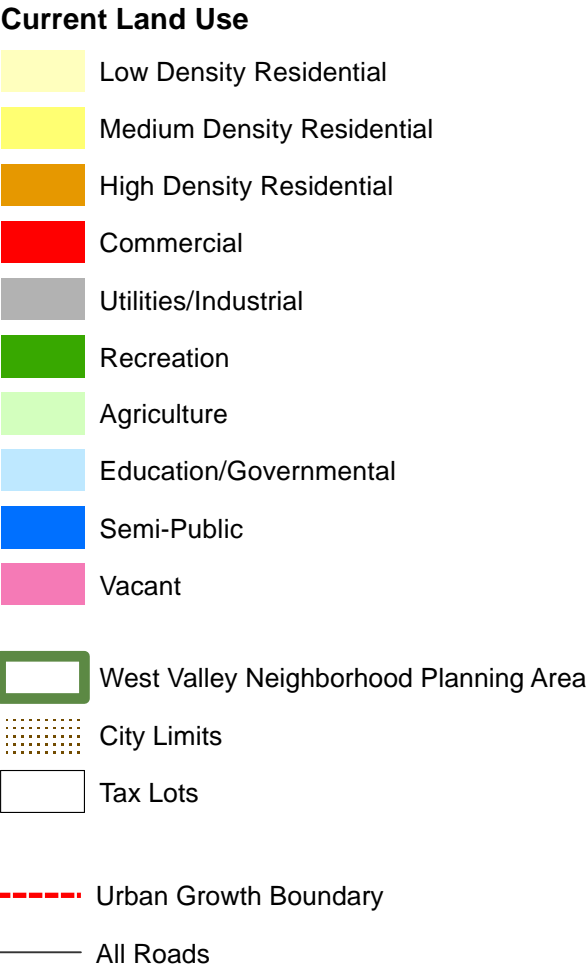 Current Land Use
Low Density Residential
Medium Density Residential
High Density Residential
Commercial
Utilities/Industrial
Recreation
Agriculture
Education/Governmental
Semi-Public
Vacant
West Valley Neighborhood Planning Area
City Limits
Tax Lots
Urban Growth Boundary
All Roads